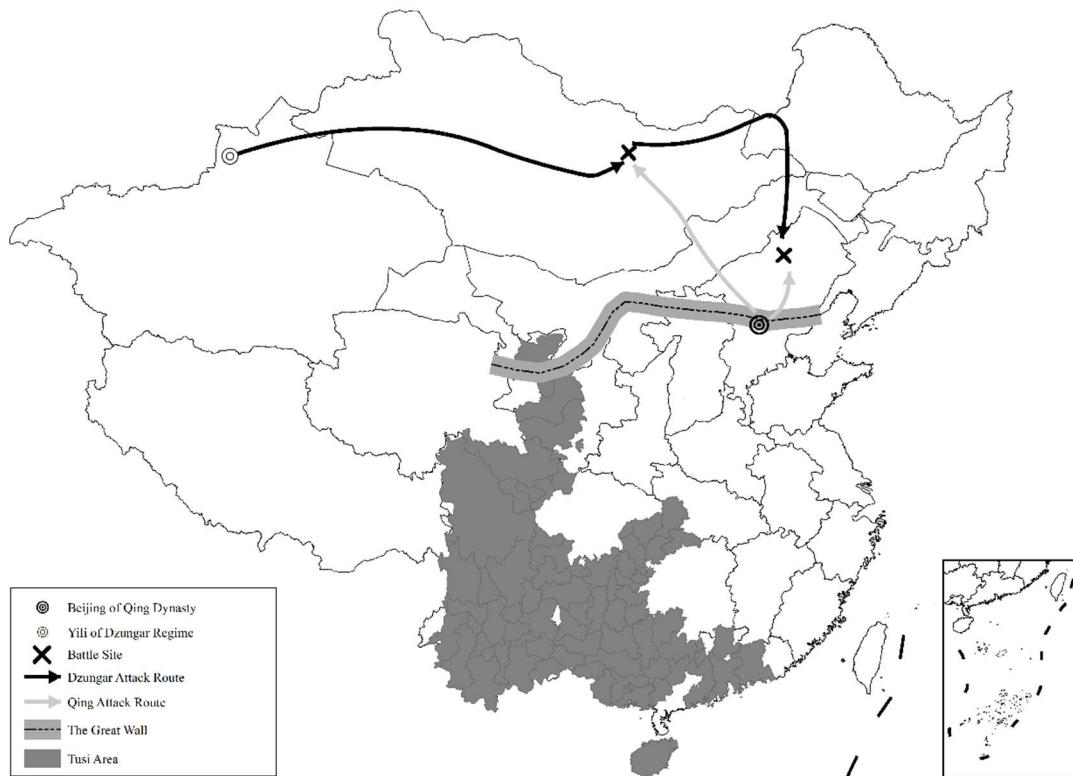 Beijing of Qing Dynasty
Yili of Dzungar Regime
Battle Site
Dzungar Attack Route
Qing Attack Route
The Great Wall
Tusi Area